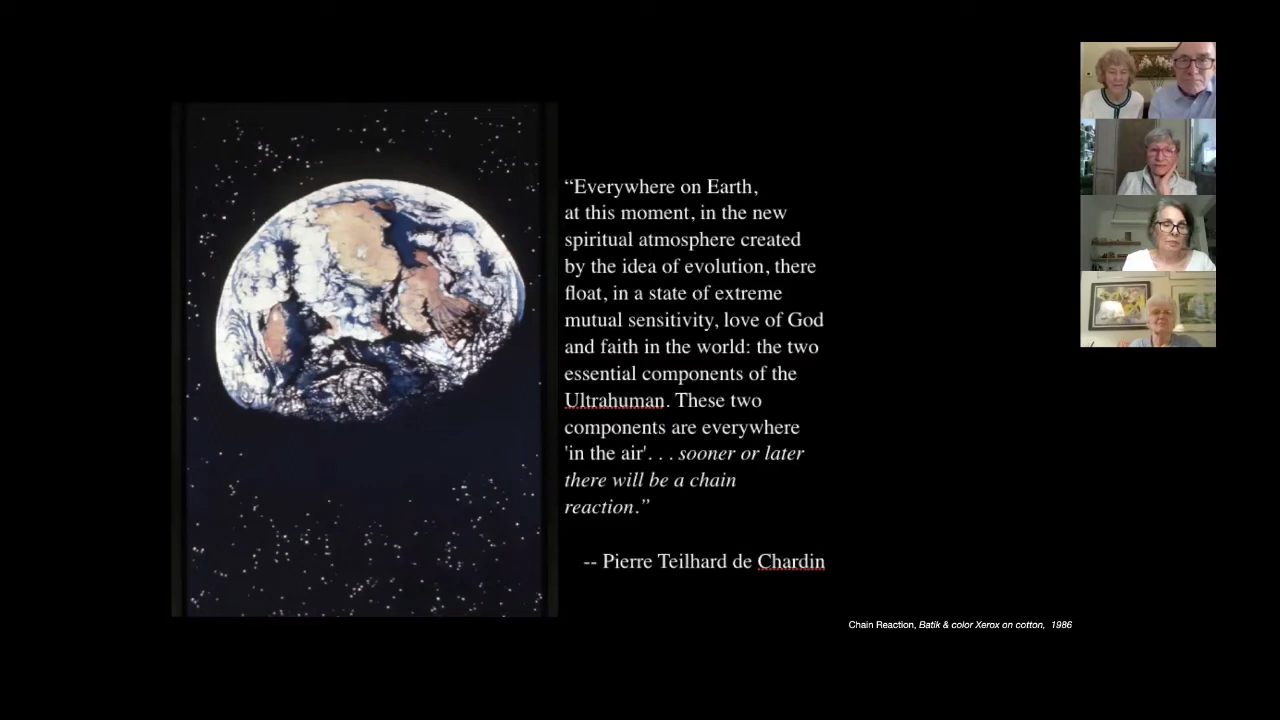 “Everywhere on Earth,
at this moment, in the new
spiritual atmosphere created
by the idea of evolution, there
float, in a state of extreme
mutual sensitivity, love of God
and faith in the world: the two
essential components of the
Ultrahuman. These two
components are everywhere
'in the air'. . . sooner or later
there will be a chain
reaction.”
-- Pierre Teilhard de Chardin
Chain Reaction, Batik & color Xerox on cotton, 1986